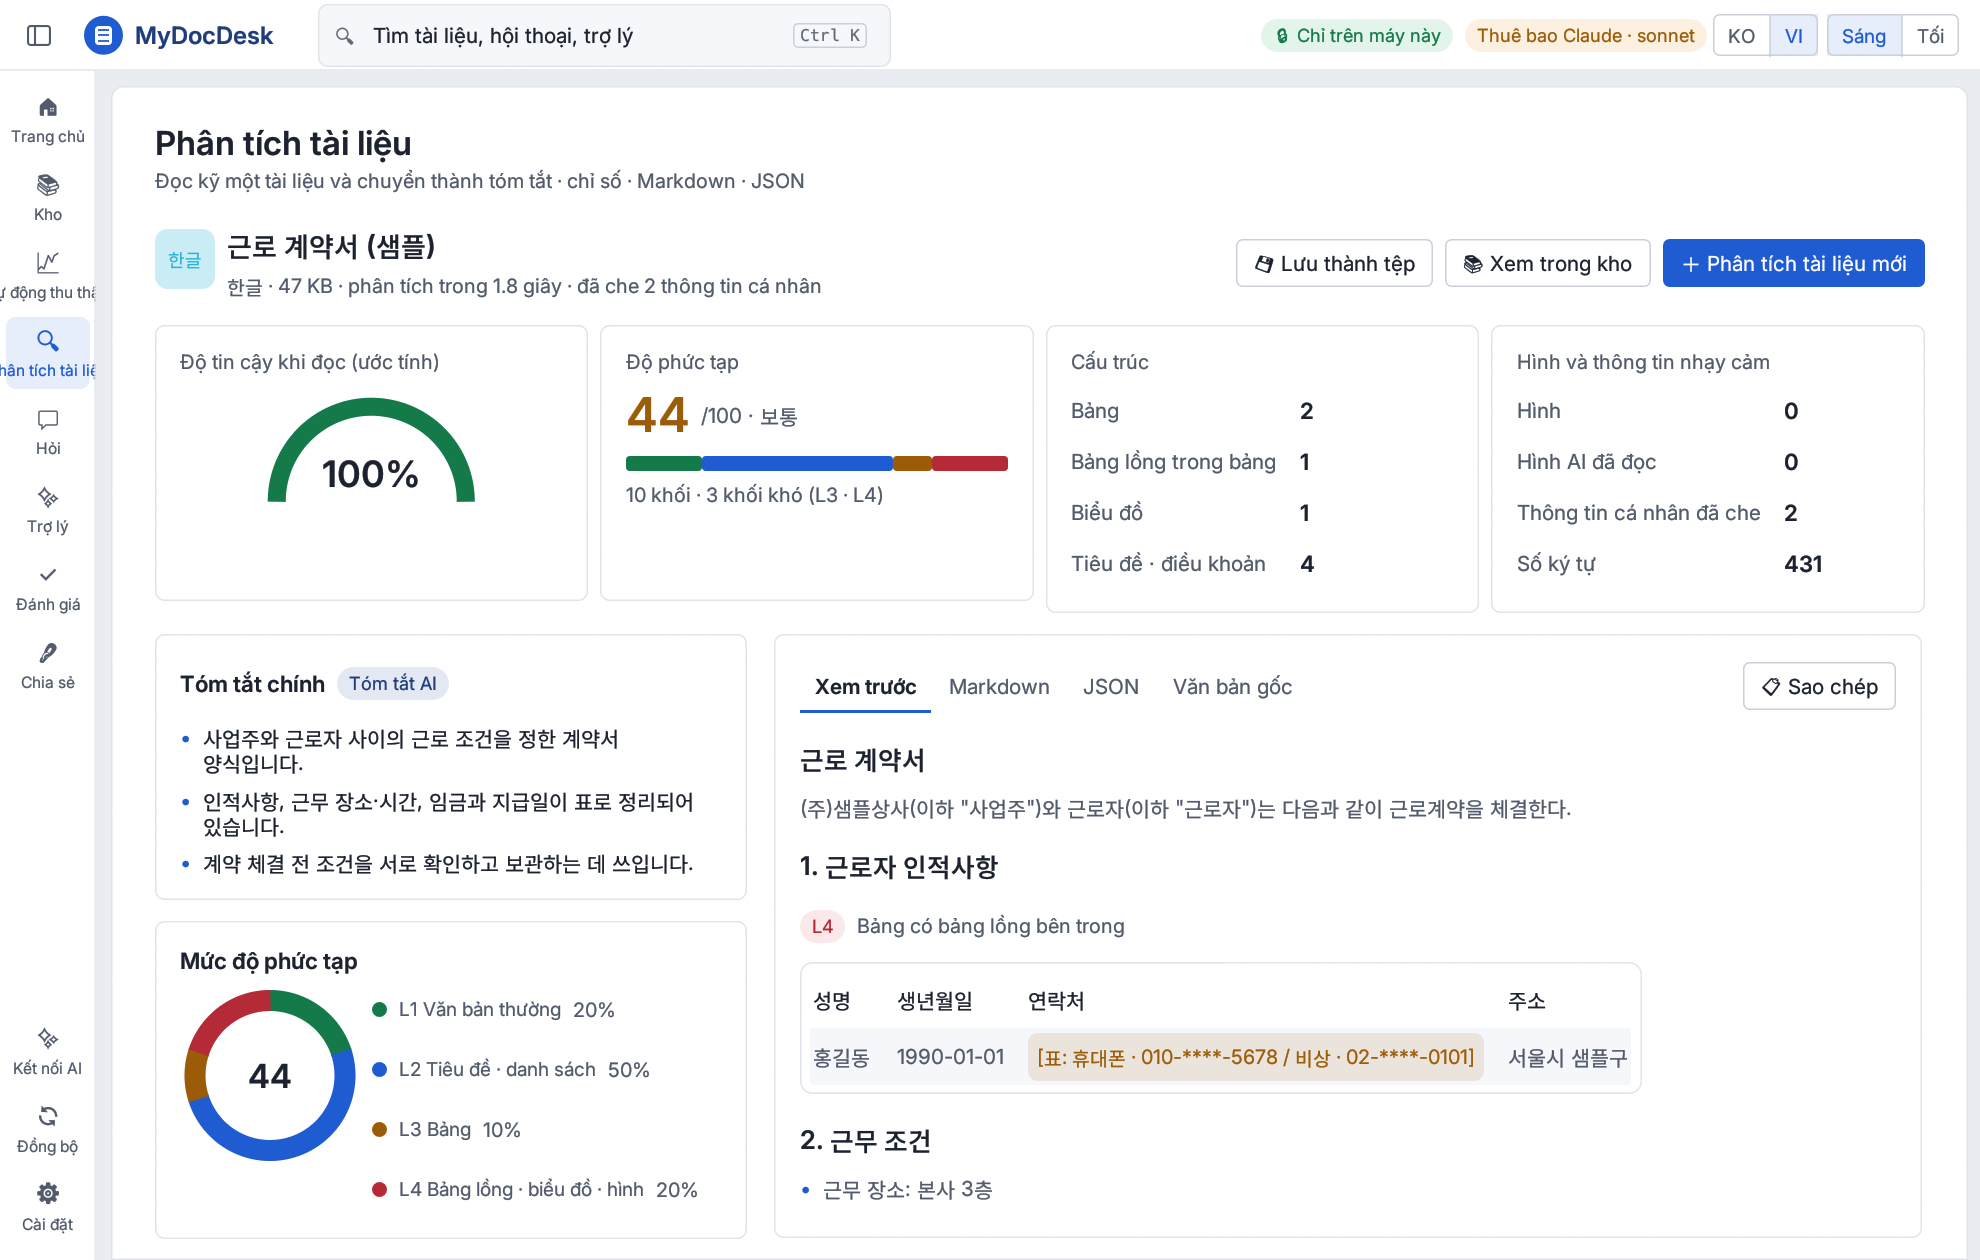 MyDocDesk
Tìm tài liệu, hội thoại, trợ lý
Ctrl K
Chỉ trên máy này
Thuê bao Claude · sonnet
KO
VI
Sáng
Tối
Trang chủ
Kho
ự động thu thậ
hân tích tài liệ
Hỏi
Trợ lý
Đánh giá
Chia sẻ
Kết nối AI
Đồng bộ
Cài đặt
Phân tích tài liệu
Đọc kỹ một tài liệu và chuyển thành tóm tắt · chỉ số · Markdown · JSON
한글
근로 계약서 (샘플)
한글 · 47 KB · phân tích trong 1.8 giây · đã che 2 thông tin cá nhân
Lưu thành tệp
Xem trong kho
+ Phân tích tài liệu mới
Độ tin cậy khi đọc (ước tính)
100%
Độ phức tạp
44 /100 · 보통
10 khối · 3 khối khó (L3 · L4)
Cấu trúc
Bảng 2
Bảng lồng trong bảng 1
Biểu đồ 1
Tiêu đề · điều khoản 4
Hình và thông tin nhạy cảm
Hình 0
Hình AI đã đọc 0
Thông tin cá nhân đã che 2
Số ký tự 431
Tóm tắt chính
Tóm tắt AI
• 사업주와 근로자 사이의 근로 조건을 정한 계약서
양식입니다.
• 인적사항, 근무 장소·시간, 임금과 지급일이 표로 정리되어
있습니다.
• 계약 체결 전 조건을 서로 확인하고 보관하는 데 쓰입니다.
Mức độ phức tạp
44
L1 Văn bản thường 20%
L2 Tiêu đề · danh sách 50%
L3 Bảng 10%
L4 Bảng lồng · biểu đồ · hình 20%
Xem trước
Markdown
JSON
Văn bản gốc
Sao chép
근로 계약서
(주)샘플상사(이하 "사업주")와 근로자(이하 "근로자")는 다음과 같이 근로계약을 체결한다.
1. 근로자 인적사항
L4 Bảng có bảng lồng bên trong
성명 생년월일 연락처 주소
홍길동 1990-01-01 [표: 휴대폰 · 010-****-5678 / 비상 · 02-****-0101] 서울시 샘플구
2. 근무 조건
• 근무 장소: 본사 3층